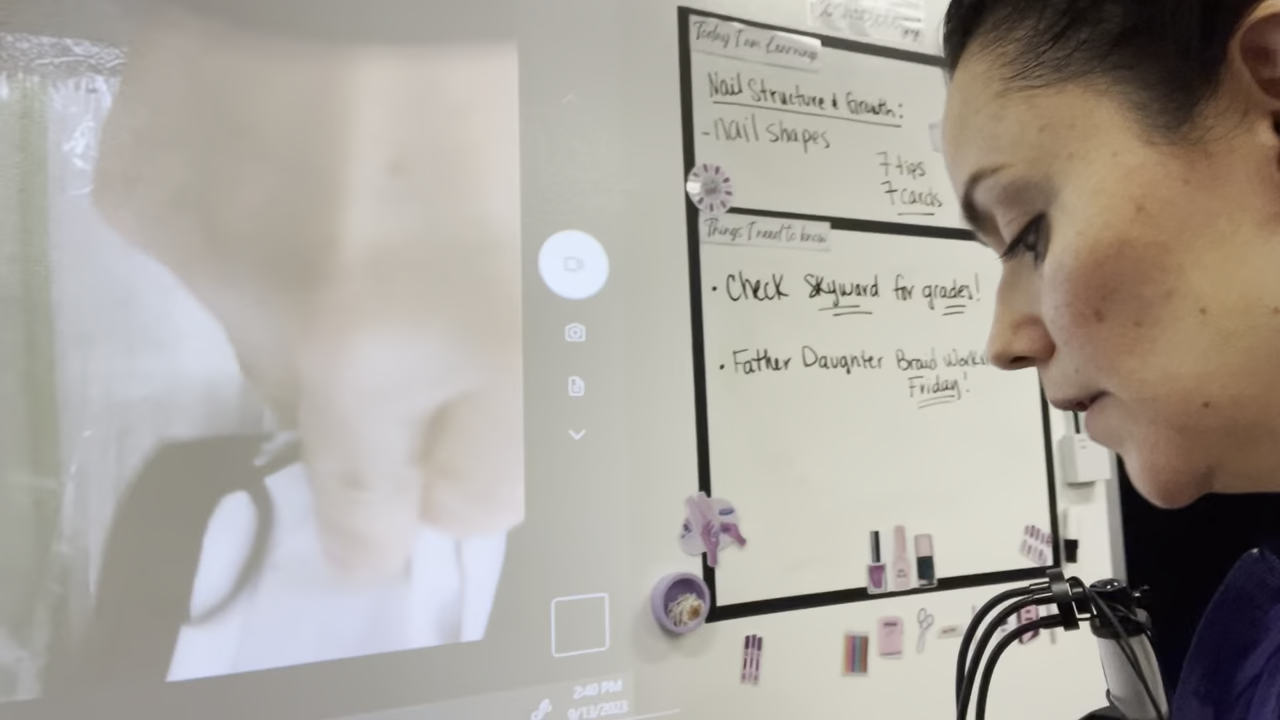 Today I am Learning
Nail Structure & Growth:
- Nail shapes
7 tips
7 cards
Things I need to know
• Check Skyward for grades!
• Father Daughter Braid
Friday!
2:40 PM
9/13/2023